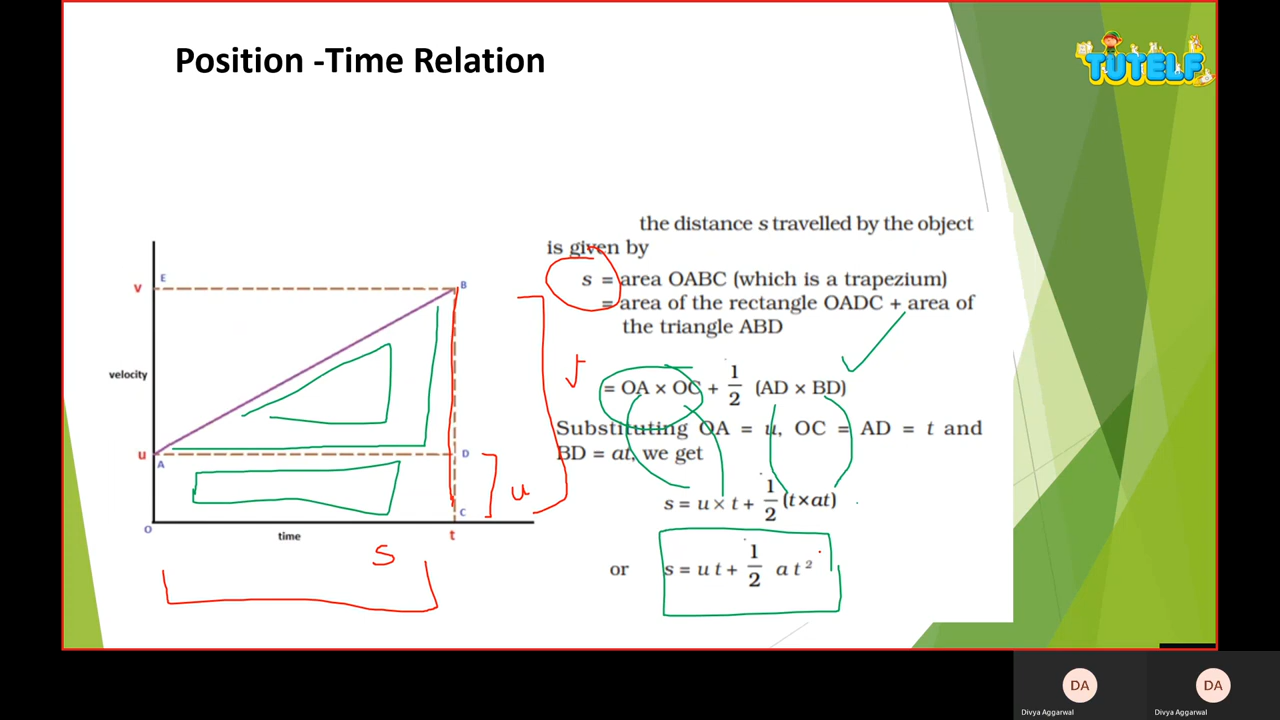 Position -Time Relation
TUTELF
the distance s travelled by the object
is given by
s = area OABC (which is a trapezium)
= area of the rectangle OADC + area of
the triangle ABD
= OA × OC + 1/2 (AD × BD)
Substituting OA = u, OC = AD = t and
BD = at, we get
s = u × t + 1/2 (t×at)
or s = u t + 1/2 a t²
E
v
B
velocity
u
A
D
C
O
time
t
v
u
S
DA
DA
Divya Aggarwal
Divya Aggarwal